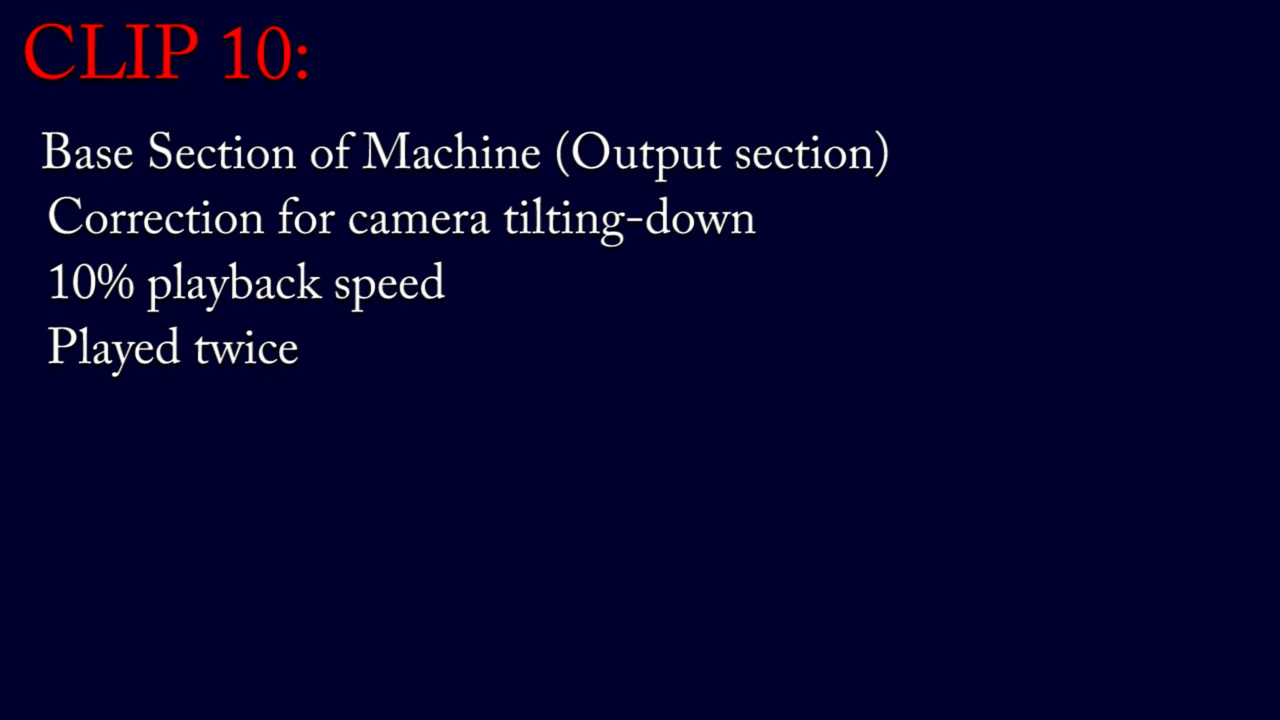 CLIP 10:
Base Section of Machine (Output section)
Correction for camera tilting-down
10% playback speed
Played twice